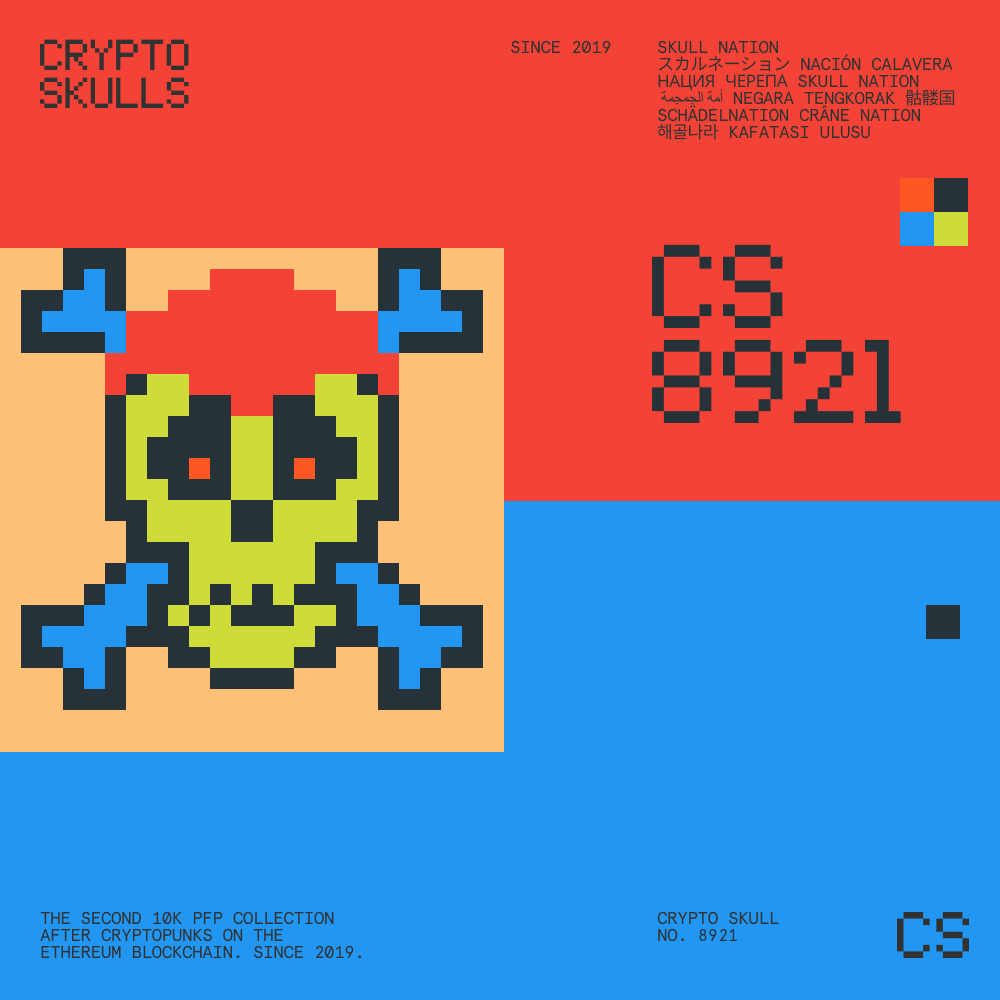 CRYPTO
SKULLS
SINCE 2019
SKULL NATION
スカルネーション NACIÓN CALAVERA
НАЦИЯ ЧЕРЕПА SKULL NATION
أمة الجمجمة NEGARA TENGKORAK 骷髅国
SCHÄDELNATION CRÂNE NATION
해골나라 KAFATASI ULUSU
CS
8921
THE SECOND 10K PFP COLLECTION
AFTER CRYPTOPUNKS ON THE
ETHEREUM BLOCKCHAIN. SINCE 2019.
CRYPTO SKULL
NO. 8921
CS